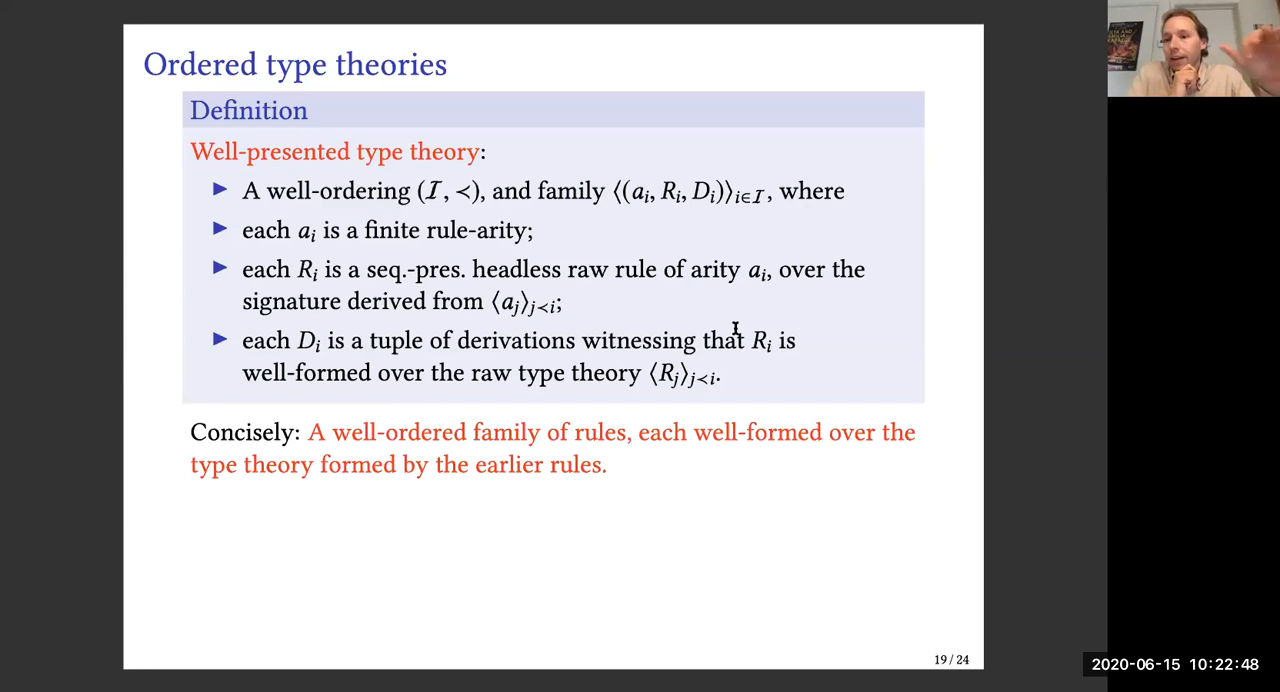 Ordered type theories
Definition
Well-presented type theory:
▶ A well-ordering (𝓘, ≺), and family ⟨(aᵢ, Rᵢ, Dᵢ)⟩ᵢ∈𝓘, where
▶ each aᵢ is a finite rule-arity;
▶ each Rᵢ is a seq.-pres. headless raw rule of arity aᵢ, over the
signature derived from ⟨aⱼ⟩ⱼ≺ᵢ;
▶ each Dᵢ is a tuple of derivations witnessing that Rᵢ is
well-formed over the raw type theory ⟨Rⱼ⟩ⱼ≺ᵢ.
Concisely: A well-ordered family of rules, each well-formed over the
type theory formed by the earlier rules.
19 / 24
2020-06-15 10:22:48